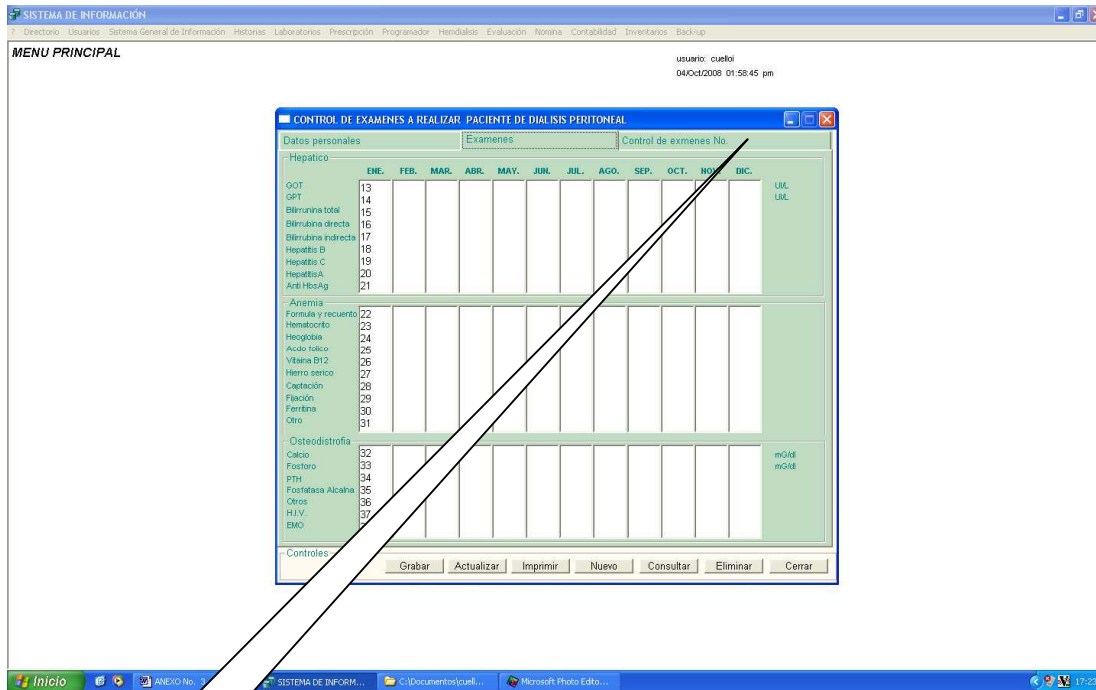 SISTEMA DE INFORMACIÓN
? Directorio Usuarios Sistema General de Información Historias Laboratorios Prescripción Programador Hemdialisis Evaluación Nomina Contabilidad Inventarios Back-up
MENU PRINCIPAL
usuario: cuelloi
04/Oct/2008 01:58:45 pm
CONTROL DE EXAMENES A REALIZAR PACIENTE DE DIALISIS PERITONEAL
Datos personales Examenes Control de exmenes No.
Hepatico
ENE. FEB. MAR. ABR. MAY. JUN. JUL. AGO. SEP. OCT. NOV. DIC.
GOT 13 UI/L
GPT 14 UI/L
Bilirrunina total 15
Bilirrubina directa 16
Bilirrubina indirecta 17
Hepatitis B 18
Hepatitis C 19
HepatitisA 20
Anti HbsAg 21
Anemia
Formula y recuento 22
Hematocrito 23
Heoglobia 24
Acdo folico 25
Vitaina B12 26
Hierro serico 27
Captación 28
Fijación 29
Ferritina 30
Otro 31
Osteodistrofia
Calcio 32 mG/dl
Fosforo 33 mG/dl
PTH 34
Fosfatasa Alcalna 35
Otros 36
H.I.V. 37
EMO
Controles
Grabar Actualizar Imprimir Nuevo Consultar Eliminar Cerrar
Inicio ANEXO No. 3 SISTEMA DE INFORM... C:\Documentos\cuell... Microsoft Photo Edito... 17:23